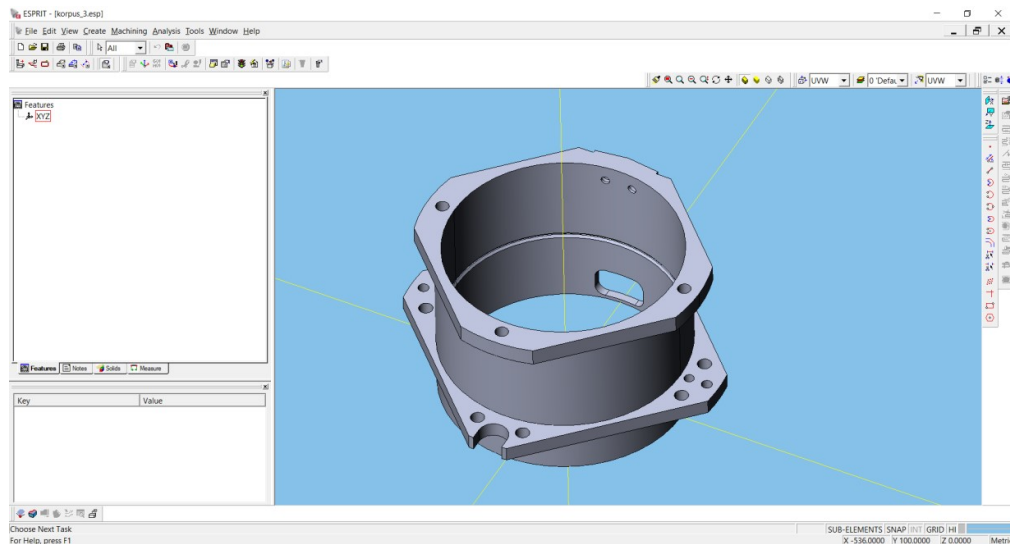 ESPRIT - [korpus_3.esp]
File Edit View Create Machining Analysis Tools Window Help
All
UVW
0 'Defau
UVW
Features
XYZ
Features Notes Solids Measure
Key Value
Choose Next Task
SUB-ELEMENTS SNAP INT GRID HI
For Help, press F1
X -536.0000 Y 100.0000 Z 0.0000 Metri